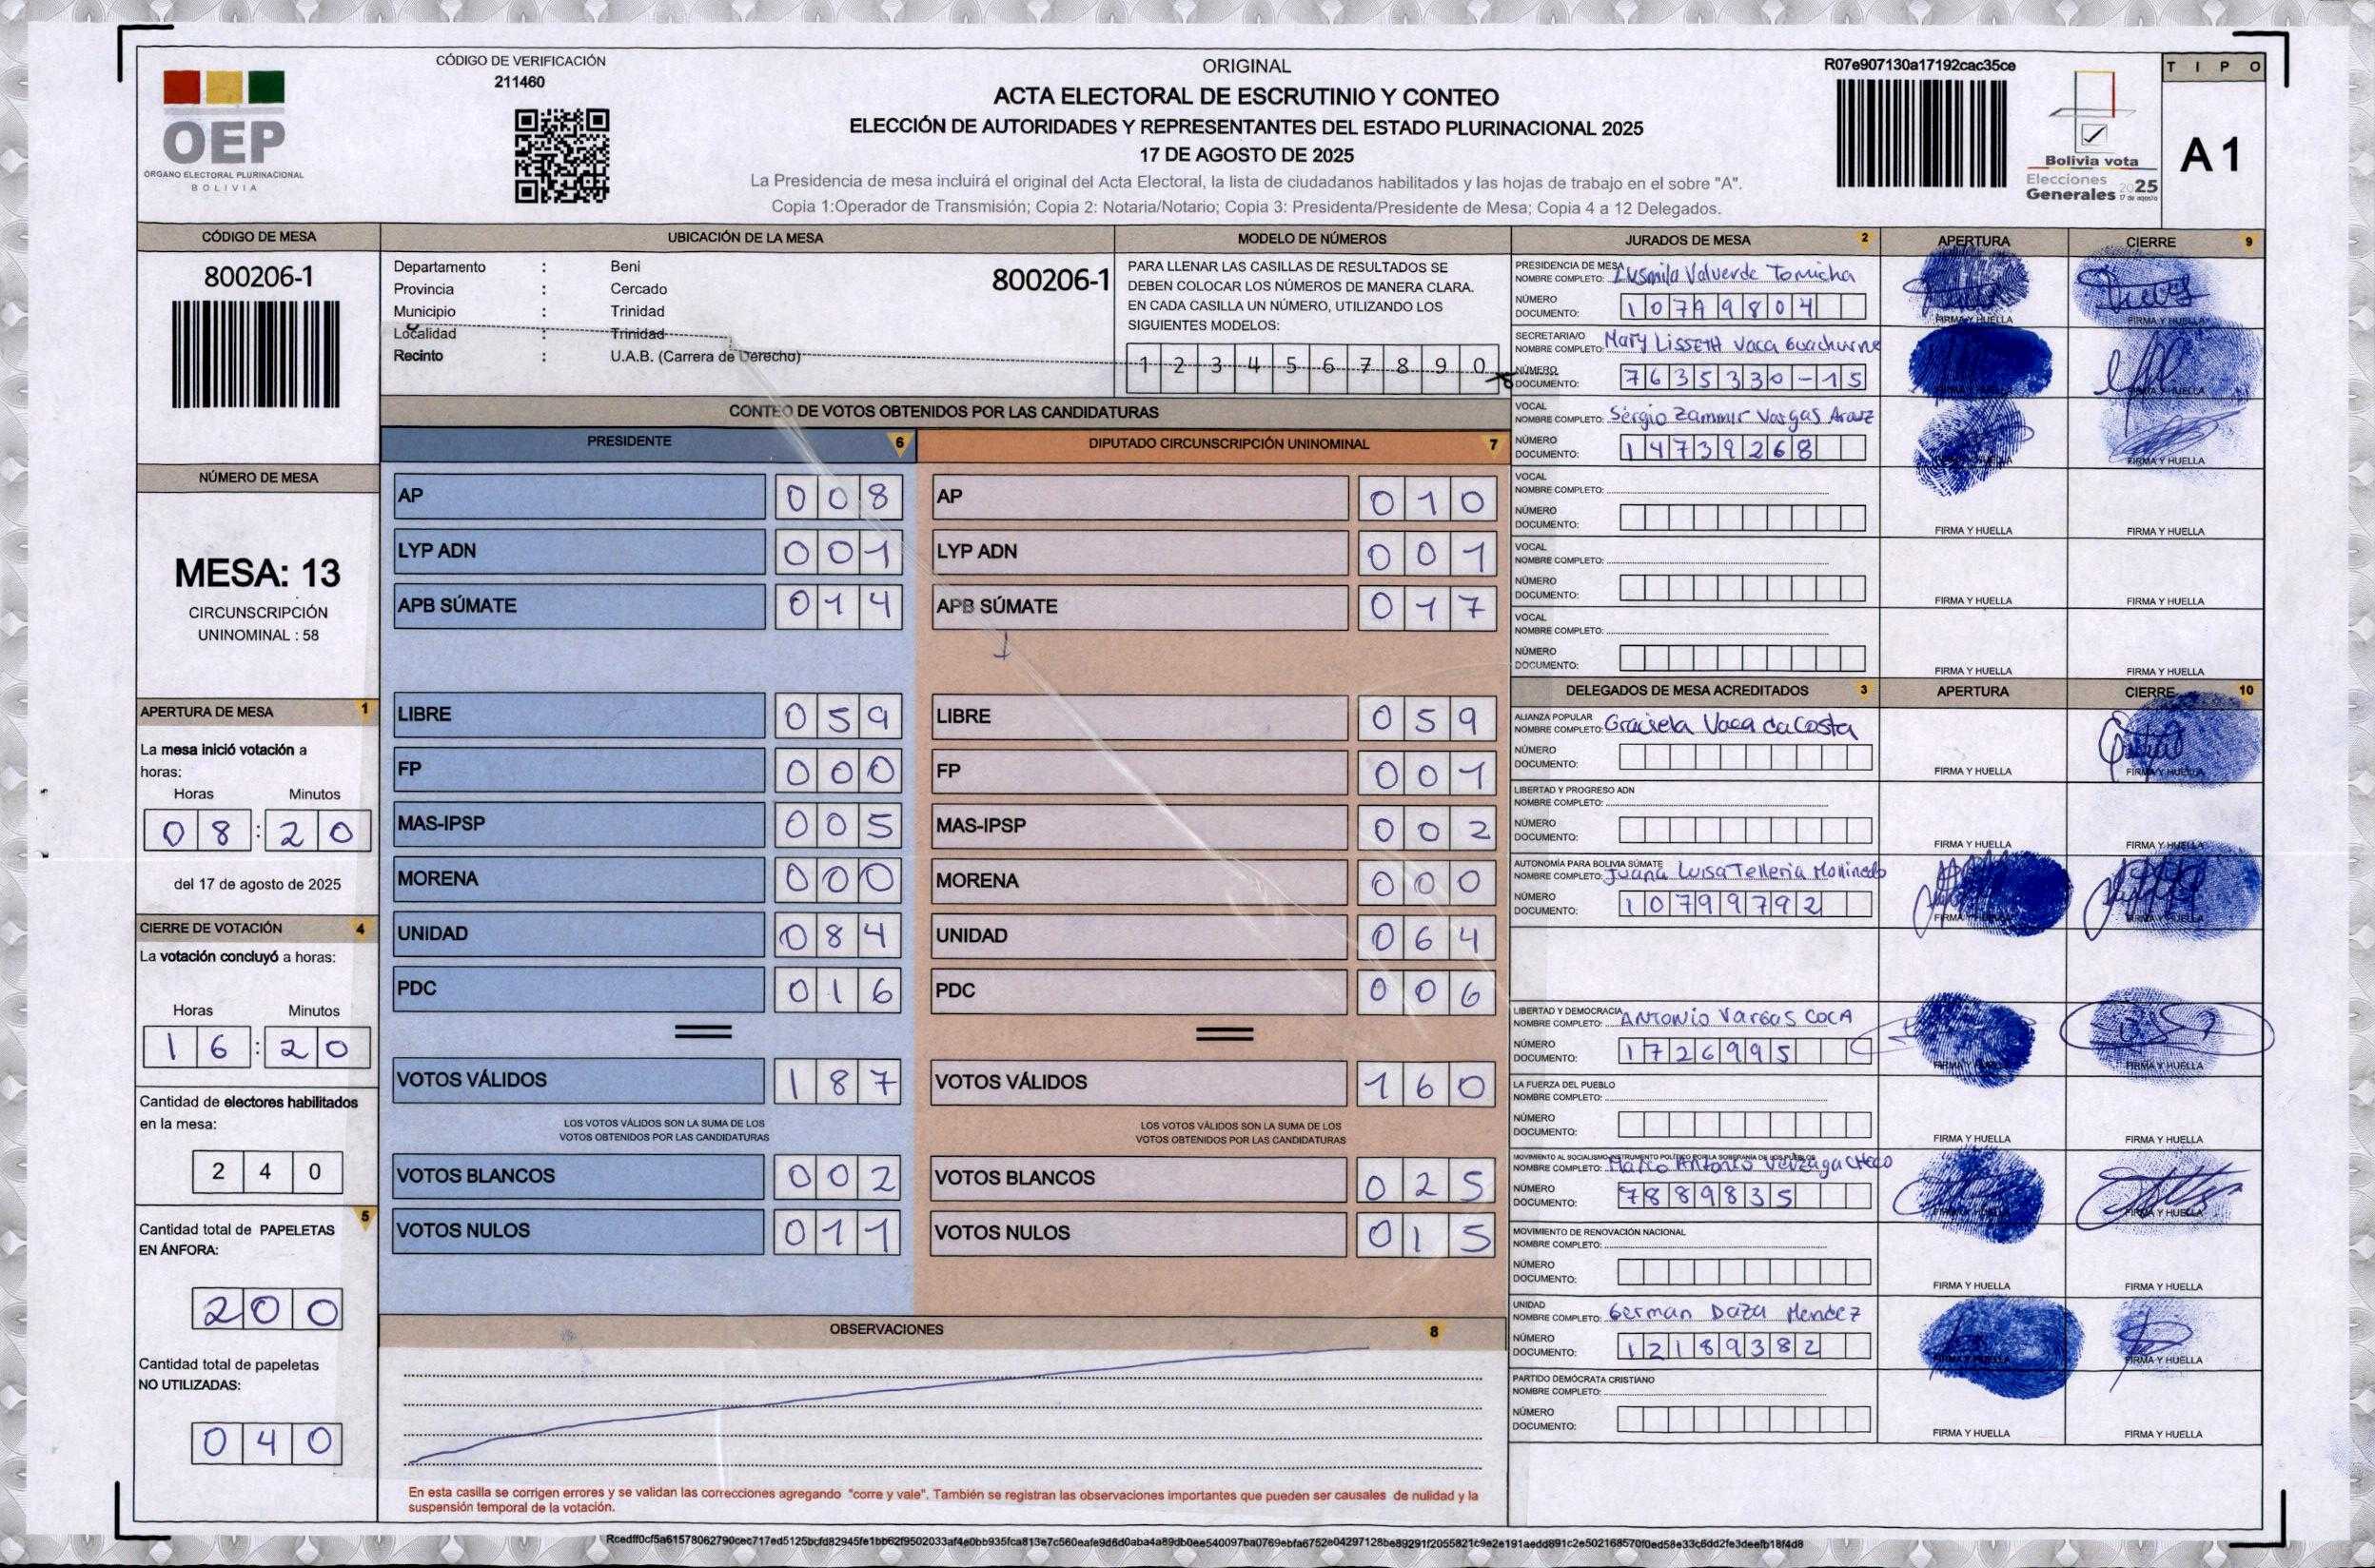 CÓDIGO DE VERIFICACIÓN
211460
OEP
ÓRGANO ELECTORAL PLURINACIONAL
BOLIVIA
ORIGINAL
ACTA ELECTORAL DE ESCRUTINIO Y CONTEO
ELECCIÓN DE AUTORIDADES Y REPRESENTANTES DEL ESTADO PLURINACIONAL 2025
17 DE AGOSTO DE 2025
La Presidencia de mesa incluirá el original del Acta Electoral, la lista de ciudadanos habilitados y las hojas de trabajo en el sobre "A".
Copia 1:Operador de Transmisión; Copia 2: Notaria/Notario; Copia 3: Presidenta/Presidente de Mesa; Copia 4 a 12 Delegados.
R07e907130a17192cac35ce
Bolivia vota
Elecciones
Generales 2025
17 de agosto
TIPO
A1
CÓDIGO DE MESA
800206-1
NÚMERO DE MESA
MESA: 13
CIRCUNSCRIPCIÓN
UNINOMINAL : 58
APERTURA DE MESA 1
La mesa inició votación a
horas:
Horas Minutos
08:20
del 17 de agosto de 2025
CIERRE DE VOTACIÓN 4
La votación concluyó a horas:
Horas Minutos
16:20
Cantidad de electores habilitados
en la mesa:
240
5
Cantidad total de PAPELETAS
EN ÁNFORA:
200
Cantidad total de papeletas
NO UTILIZADAS:
040
UBICACIÓN DE LA MESA
Departamento : Beni
Provincia : Cercado
Municipio : Trinidad
Localidad : Trinidad
Recinto : U.A.B. (Carrera de Derecho)
800206-1
MODELO DE NÚMEROS
PARA LLENAR LAS CASILLAS DE RESULTADOS SE
DEBEN COLOCAR LOS NÚMEROS DE MANERA CLARA.
EN CADA CASILLA UN NÚMERO, UTILIZANDO LOS
SIGUIENTES MODELOS:
1 2 3 4 5 6 7 8 9 0
CONTEO DE VOTOS OBTENIDOS POR LAS CANDIDATURAS
PRESIDENTE 6
AP 008
LYP ADN 001
APB SÚMATE 014
LIBRE 059
FP 000
MAS-IPSP 005
MORENA 000
UNIDAD 084
PDC 016
VOTOS VÁLIDOS 187
LOS VOTOS VÁLIDOS SON LA SUMA DE LOS
VOTOS OBTENIDOS POR LAS CANDIDATURAS
VOTOS BLANCOS 002
VOTOS NULOS 011
DIPUTADO CIRCUNSCRIPCIÓN UNINOMINAL 7
AP 010
LYP ADN 001
APB SÚMATE 017
LIBRE 059
FP 001
MAS-IPSP 002
MORENA 000
UNIDAD 064
PDC 006
VOTOS VÁLIDOS 160
LOS VOTOS VÁLIDOS SON LA SUMA DE LOS
VOTOS OBTENIDOS POR LAS CANDIDATURAS
VOTOS BLANCOS 025
VOTOS NULOS 015
OBSERVACIONES 8
En esta casilla se corrigen errores y se validan las correcciones agregando "corre y vale". También se registran las observaciones importantes que pueden ser causales de nulidad y la
suspensión temporal de la votación.
JURADOS DE MESA 2 APERTURA CIERRE 9
PRESIDENCIA DE MESA
NOMBRE COMPLETO: Lusmila Valverde Tomicha
NÚMERO
DOCUMENTO: 10799804
FIRMA Y HUELLA FIRMA Y HUELLA
SECRETARIA/O
NOMBRE COMPLETO: Mary LISSETH Vaca
NÚMERO
DOCUMENTO: 7635330-15
FIRMA Y HUELLA
VOCAL
NOMBRE COMPLETO: Sergio Zammir Vargas Arauz
NÚMERO
DOCUMENTO: 14739268
FIRMA Y HUELLA
VOCAL
NOMBRE COMPLETO:
NÚMERO
DOCUMENTO:
FIRMA Y HUELLA FIRMA Y HUELLA
VOCAL
NOMBRE COMPLETO:
NÚMERO
DOCUMENTO:
FIRMA Y HUELLA FIRMA Y HUELLA
VOCAL
NOMBRE COMPLETO:
NÚMERO
DOCUMENTO:
FIRMA Y HUELLA FIRMA Y HUELLA
DELEGADOS DE MESA ACREDITADOS 3 APERTURA CIERRE 10
ALIANZA POPULAR
NOMBRE COMPLETO: Graciela Vaca da Costa
NÚMERO
DOCUMENTO:
FIRMA Y HUELLA FIRMA Y HUELLA
LIBERTAD Y PROGRESO ADN
NOMBRE COMPLETO:
NÚMERO
DOCUMENTO:
FIRMA Y HUELLA FIRMA Y HUELLA
AUTONOMÍA PARA BOLIVIA SÚMATE
NOMBRE COMPLETO: Juana Luisa Telleria Mollinedo
NÚMERO
DOCUMENTO: 10799792
FIRMA Y HUELLA FIRMA Y HUELLA
LIBERTAD Y DEMOCRACIA
NOMBRE COMPLETO: ANTONIO Vargas COCA
NÚMERO
DOCUMENTO: 1726995
FIRMA Y HUELLA FIRMA Y HUELLA
LA FUERZA DEL PUEBLO
NOMBRE COMPLETO:
NÚMERO
DOCUMENTO:
FIRMA Y HUELLA FIRMA Y HUELLA
MOVIMIENTO AL SOCIALISMO-INSTRUMENTO POLÍTICO POR LA SOBERANÍA DE LOS PUEBLOS
NOMBRE COMPLETO: Marco Antonio
NÚMERO
DOCUMENTO: 7889835
FIRMA Y HUELLA FIRMA Y HUELLA
MOVIMIENTO DE RENOVACIÓN NACIONAL
NOMBRE COMPLETO:
NÚMERO
DOCUMENTO:
FIRMA Y HUELLA FIRMA Y HUELLA
UNIDAD
NOMBRE COMPLETO: German Daza Mendez
NÚMERO
DOCUMENTO: 12189382
FIRMA Y HUELLA FIRMA Y HUELLA
PARTIDO DEMÓCRATA CRISTIANO
NOMBRE COMPLETO:
NÚMERO
DOCUMENTO:
FIRMA Y HUELLA FIRMA Y HUELLA